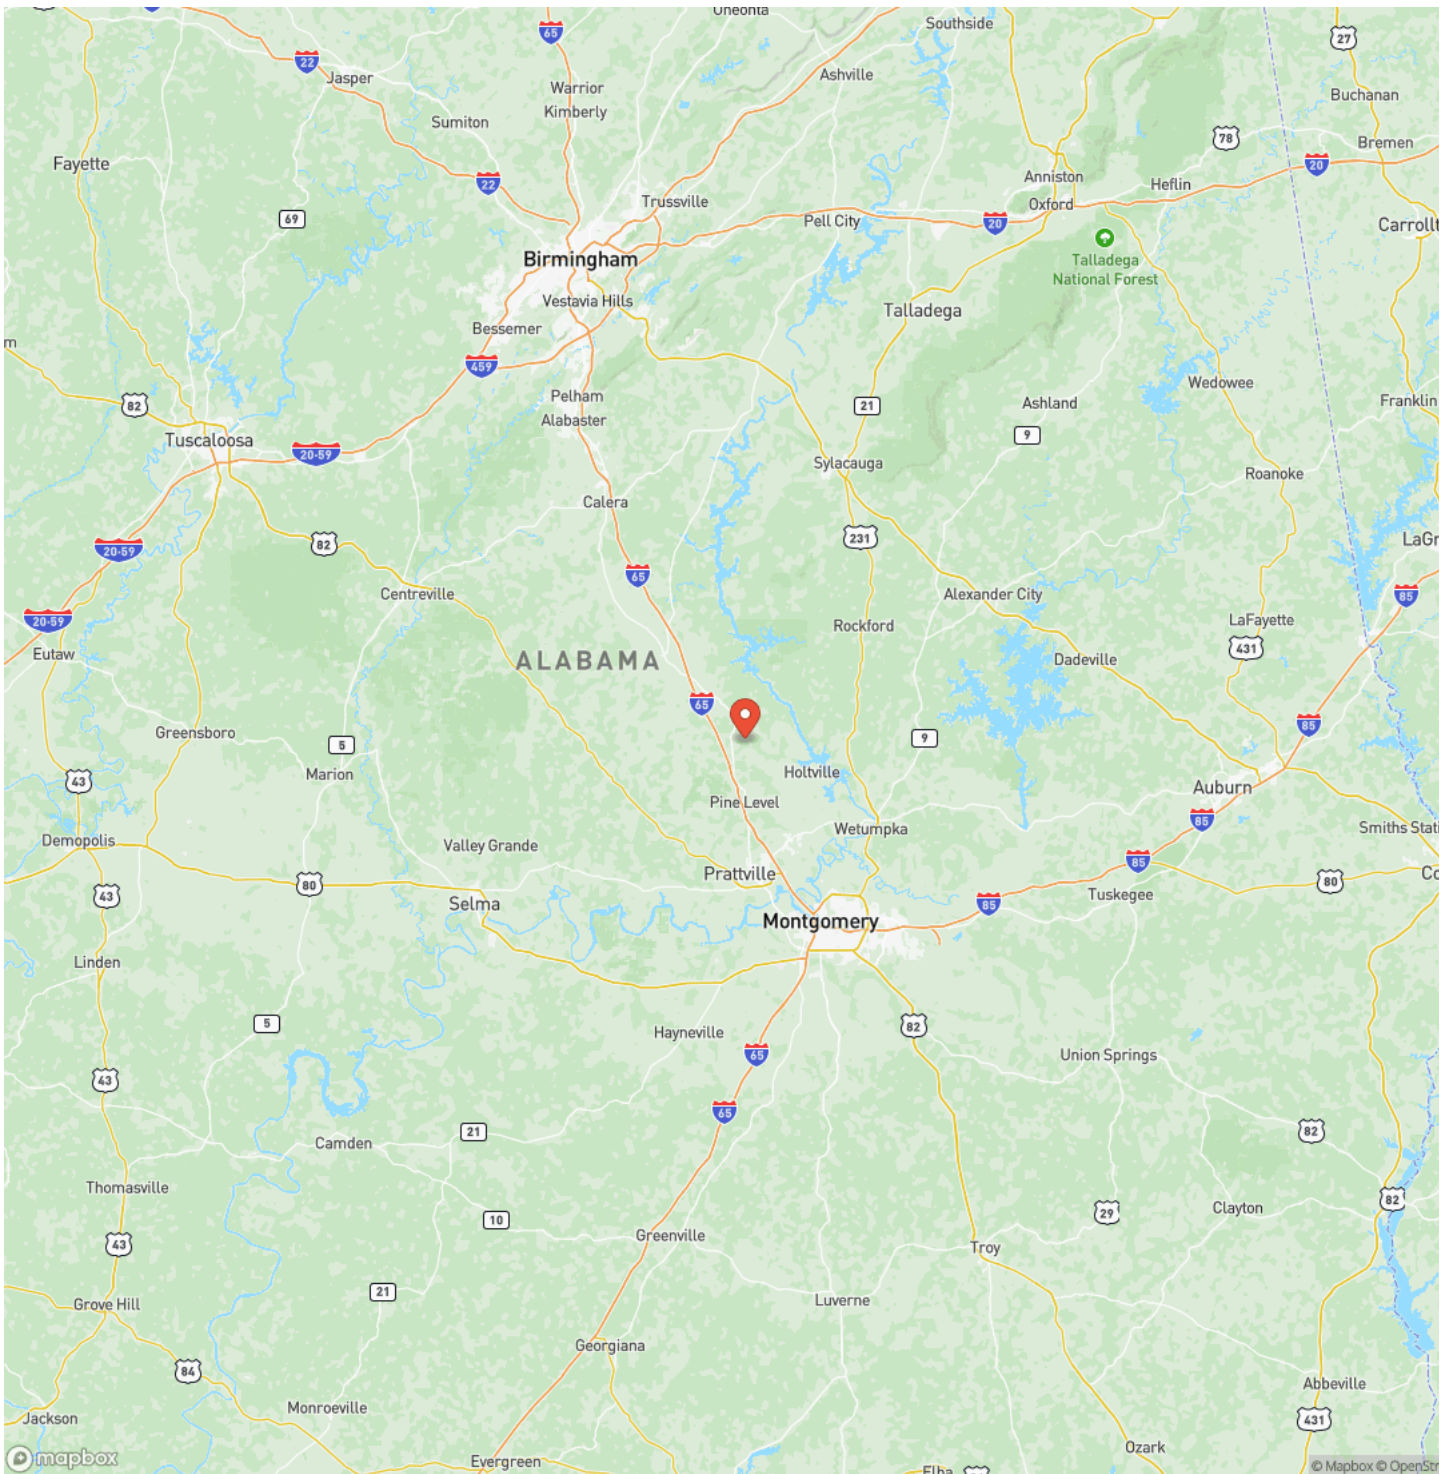 Oneonta
Southside
65
27
22
Jasper
Ashville
Warrior
Buchanan
Kimberly
Sumiton
78
Bremen
Fayette
20
Anniston
22
Heflin
Trussville
Oxford
69
Pell City
20
Carrollt
Birmingham
Talladega
National Forest
Vestavia Hills
Talladega
Bessemer
m
459
Wedowee
Pelham
Franklin
82
21
Ashland
Alabaster
Tuscaloosa
9
20-59
Sylacauga
Roanoke
Calera
231
LaGr
82
20-59
65
Centreville
Alexander City
85
20-59
Rockford
LaFayette
431
Eutaw
ALABAMA
Dadeville
65
85
Greensboro
5
9
Marion
Holtville
43
Auburn
Pine Level
85
Smiths Stati
Wetumpka
Demopolis
Valley Grande
85
Prattville
80
80
Co
43
Tuskegee
Selma
85
Montgomery
Linden
5
82
Hayneville
65
Union Springs
43
65
21
82
Camden
Thomasville
82
Clayton
29
10
Greenville
43
Troy
21
Luverne
Grove Hill
Georgiana
84
Abbeville
Monroeville
Jackson
431
Ozark
mapbox
Evergreen
© Mapbox © OpenStr
Elba